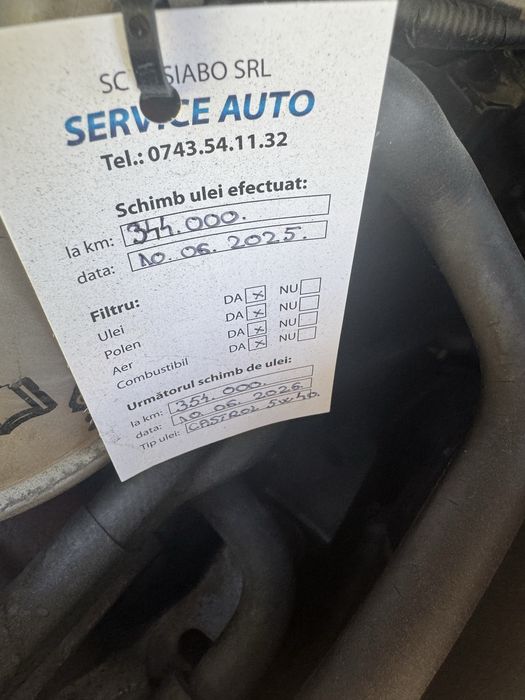 SC SIABO SRL
SERVICE AUTO
Tel.: 0743.54.11.32
Schimb ulei efectuat:
la km: 344.000.
data: 10.06.2025.
Filtru:
Ulei DA x NU
Polen DA x NU
Aer DA x NU
Combustibil DA x NU
Următorul schimb de ulei:
la km: 354.000.
data: 10.06.2026.
Tip ulei: CASTROL 5w40.